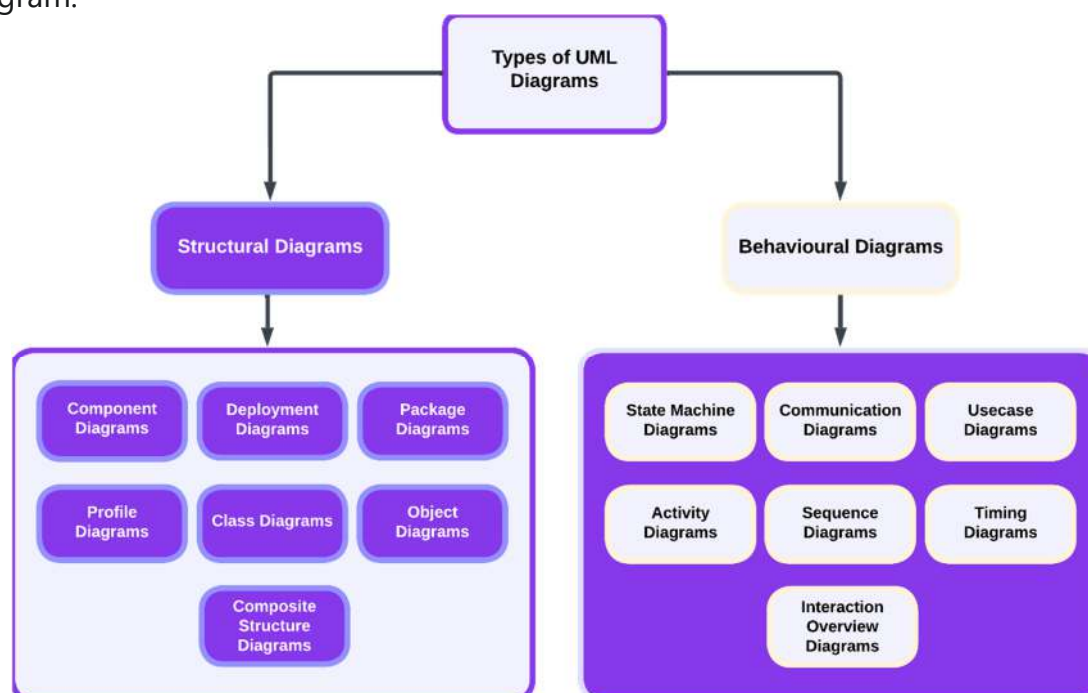 gram.
Types of UML
Diagrams
Structural Diagrams
Behavioural Diagrams
Component
Diagrams
Deployment
Diagrams
Package
Diagrams
Profile
Diagrams
Class Diagrams
Object
Diagrams
Composite
Structure
Diagrams
State Machine
Diagrams
Communication
Diagrams
Usecase
Diagrams
Activity
Diagrams
Sequence
Diagrams
Timing
Diagrams
Interaction
Overview
Diagrams